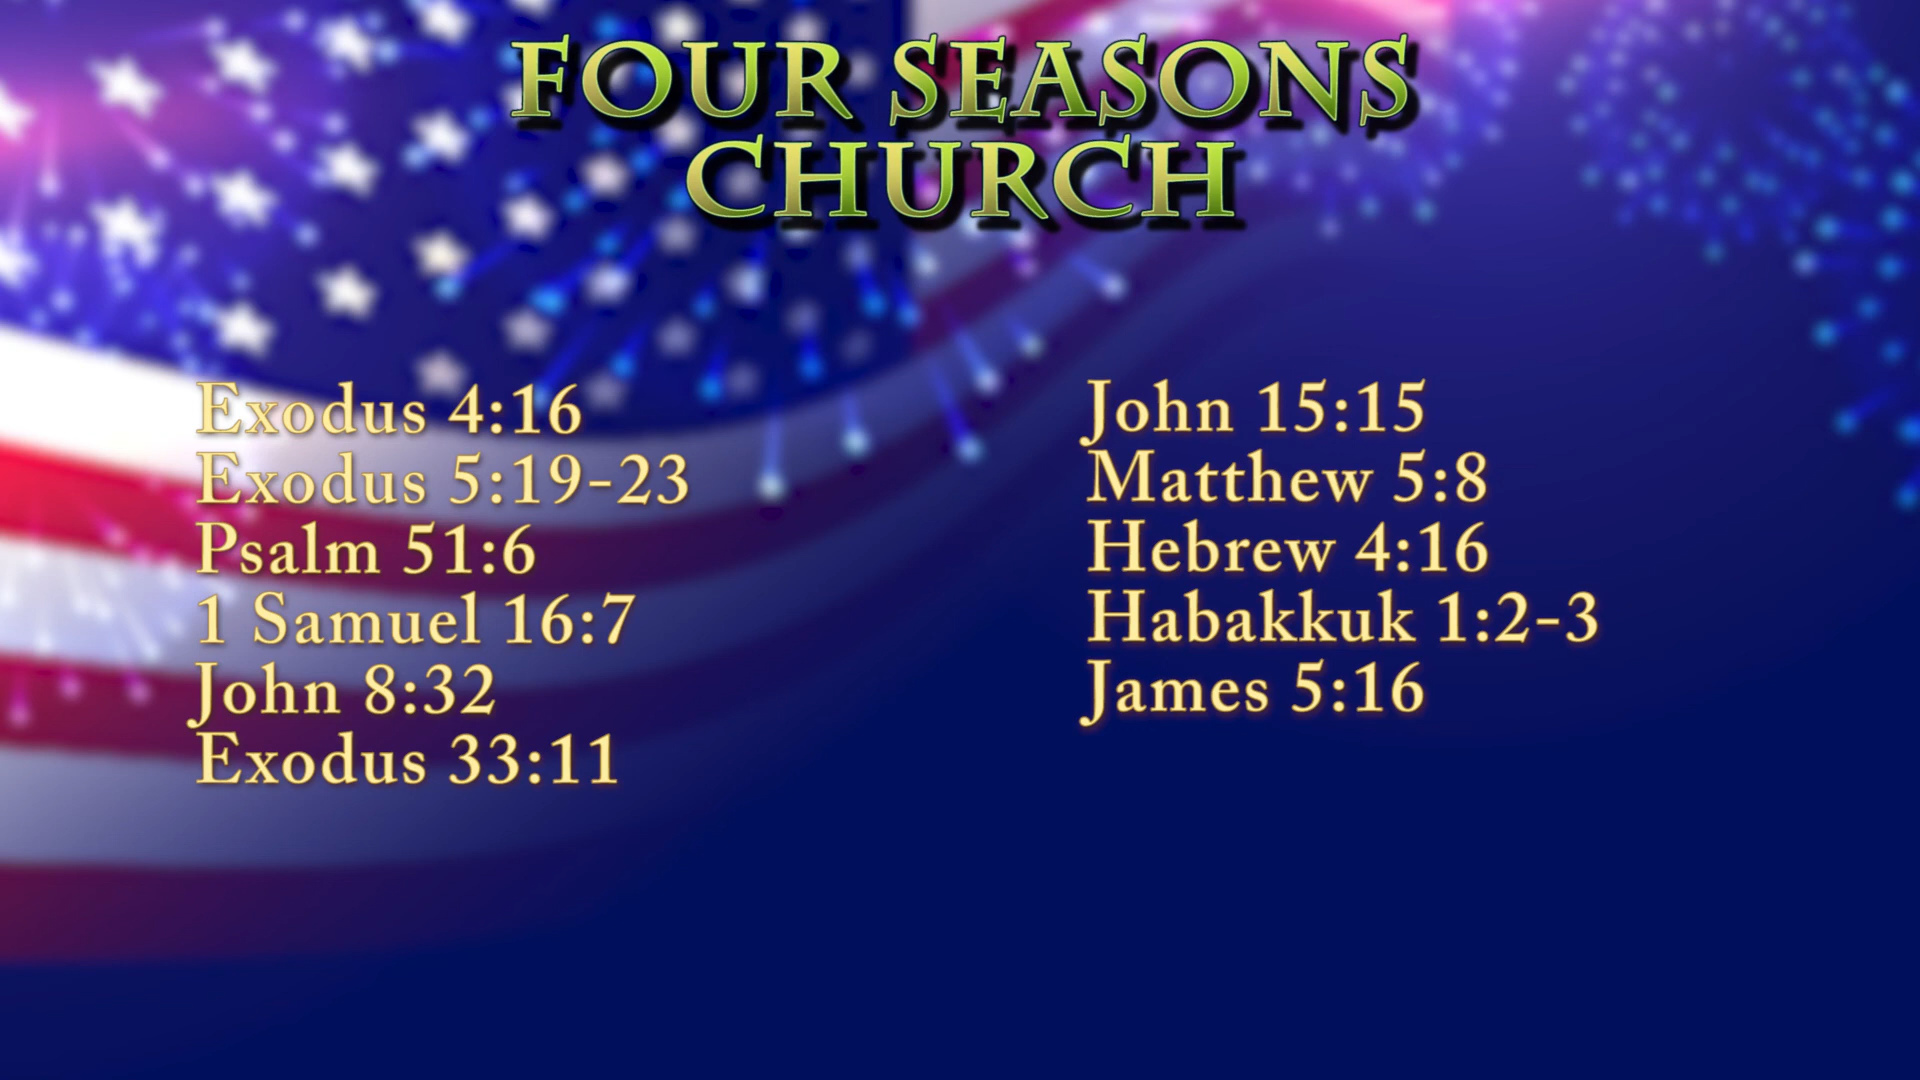 FOUR SEASONS
CHURCH
Exodus 4:16
Exodus 5:19-23
Psalm 51:6
1 Samuel 16:7
John 8:32
Exodus 33:11
John 15:15
Matthew 5:8
Hebrew 4:16
Habakkuk 1:2-3
James 5:16